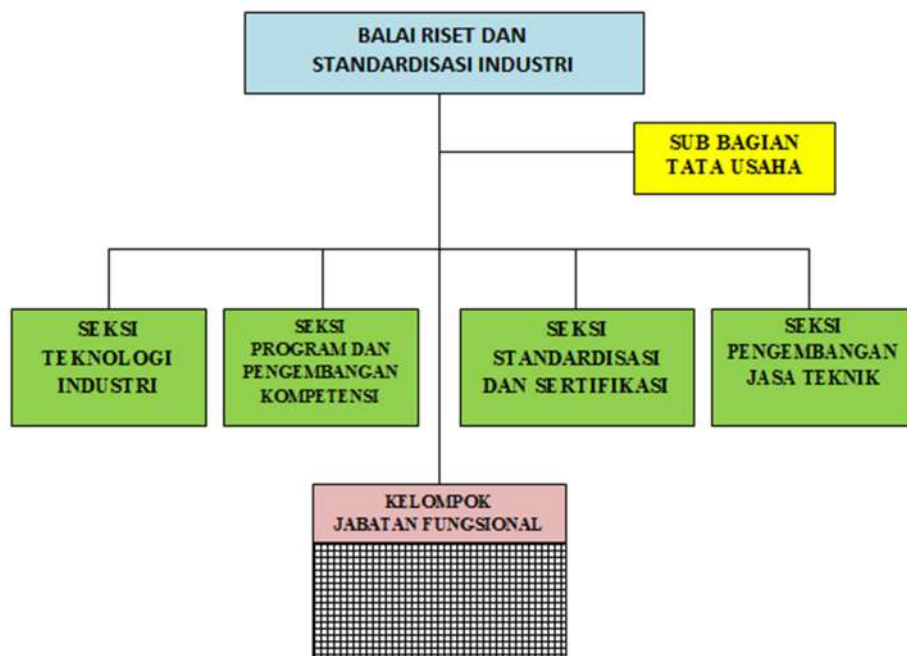 BALAI RISET DAN
STANDARDISASI INDUSTRI
SUB BAGIAN
TATA USAHA
SEKSI
TEKNOLOGI
INDUSTRI
SEKSI
PROGRAM DAN
PENGEMBANGAN
KOMPETENSI
SEKSI
STANDARDISASI
DAN SERTIFIKASI
SEKSI
PENGEMBANGAN
JASA TEKNIK
KELOMPOK
JABATAN FUNGSIONAL